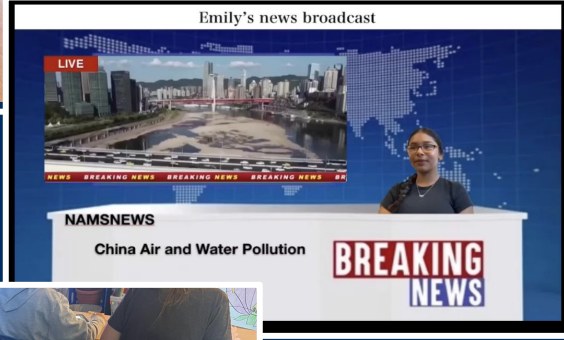 Emily's news broadcast
LIVE
NEWS BREAKING NEWS BREAKING NEWS BREAKING NEWS BR
NAMSNEWS
China Air and Water Pollution
BREAKING
NEWS